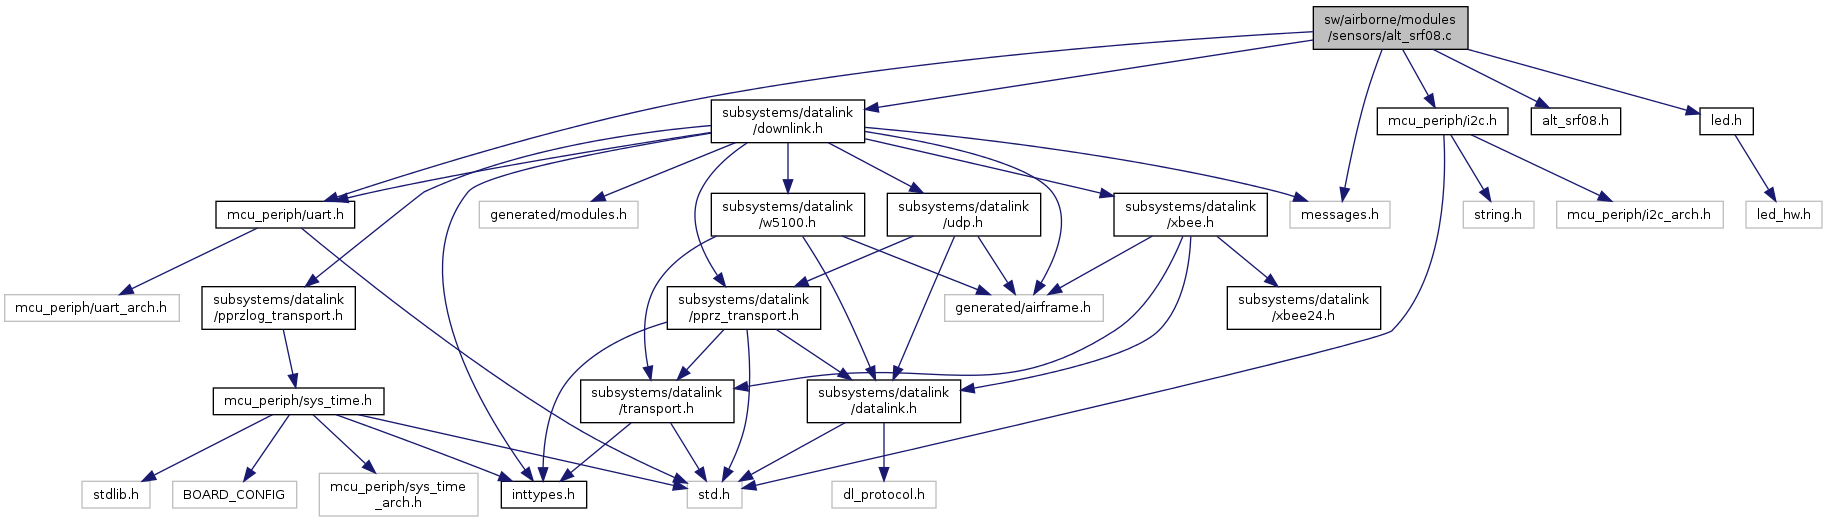 sw/airborne/modules
/sensors/alt_srf08.c
subsystems/datalink
/downlink.h
mcu_periph/i2c.h
alt_srf08.h
led.h
mcu_periph/uart.h
generated/modules.h
subsystems/datalink
/w5100.h
subsystems/datalink
/udp.h
subsystems/datalink
/xbee.h
messages.h
string.h
mcu_periph/i2c_arch.h
led_hw.h
mcu_periph/uart_arch.h
subsystems/datalink
/pprzlog_transport.h
subsystems/datalink
/pprz_transport.h
generated/airframe.h
subsystems/datalink
/xbee24.h
mcu_periph/sys_time.h
subsystems/datalink
/transport.h
subsystems/datalink
/datalink.h
stdlib.h
BOARD_CONFIG
mcu_periph/sys_time
_arch.h
inttypes.h
std.h
dl_protocol.h